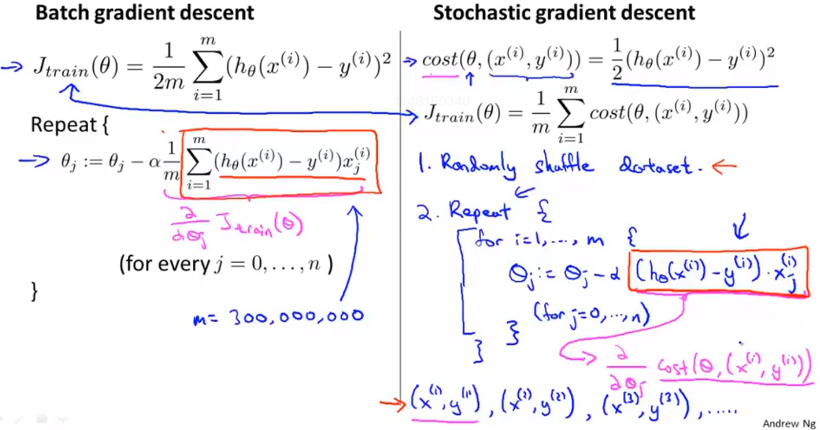 Batch gradient descent
J_train(θ) = 1/2m ∑_{i=1}^{m} (h_θ(x^(i)) − y^(i))²
Repeat {
θ_j := θ_j − α 1/m ∑_{i=1}^{m} (h_θ(x^(i)) − y^(i))x_j^(i)
∂/∂θ_j J_train(θ)
(for every j = 0, . . . , n )
}
m = 300,000,000
Stochastic gradient descent
cost(θ, (x^(i), y^(i))) = 1/2 (h_θ(x^(i)) − y^(i))²
J_train(θ) = 1/m ∑_{i=1}^{m} cost(θ, (x^(i), y^(i)))
1. Randomly shuffle dataset.
2. Repeat {
for i=1, ..., m {
θ_j := θ_j − α (h_θ(x^(i)) − y^(i)) · x_j^(i)
(for j=0, ..., n)
}
}
∂/∂θ_j cost(θ, (x^(i), y^(i)))
(x^(1), y^(1)), (x^(2), y^(2)), (x^(3), y^(3)), .....
Andrew Ng